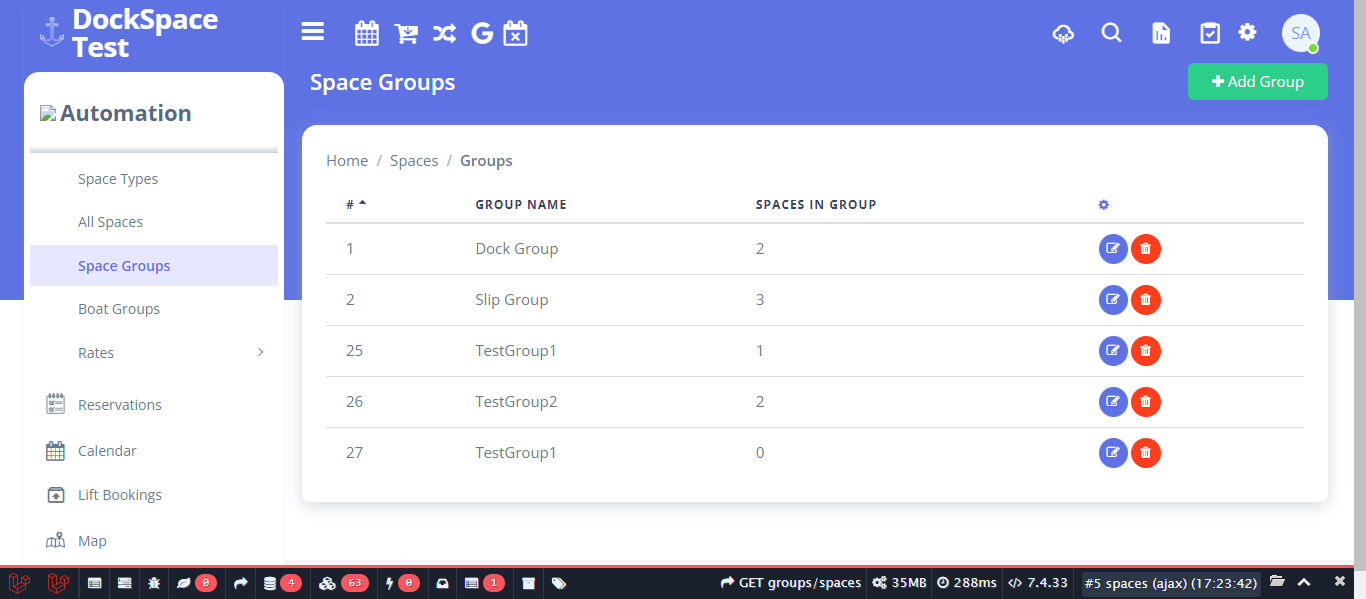 DockSpace
Test
SA
Space Groups
Add Group
Automation
Space Types
All Spaces
Space Groups
Boat Groups
Rates
Reservations
Calendar
Lift Bookings
Map
Home / Spaces / Groups
# GROUP NAME SPACES IN GROUP
1 Dock Group 2
2 Slip Group 3
25 TestGroup1 1
26 TestGroup2 2
27 TestGroup1 0
0 4 63 0 1 GET groups/spaces 35MB 288ms 7.4.33 #5 spaces (ajax) (17:23:42)